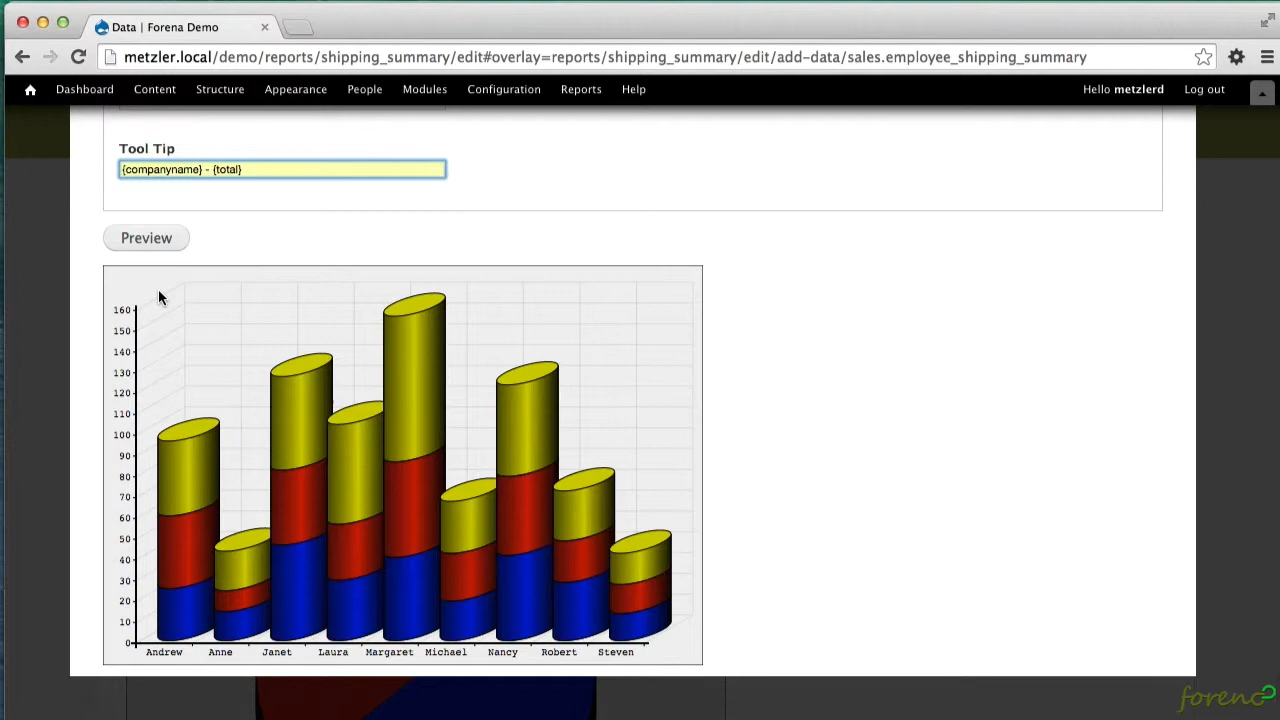 Data | Forena Demo
metzler.local/demo/reports/shipping_summary/edit#overlay=reports/shipping_summary/edit/add-data/sales.employee_shipping_summary
Dashboard Content Structure Appearance People Modules Configuration Reports Help Hello metzlerd Log out
Tool Tip
{companyname} - {total}
Preview
160
150
140
130
120
110
100
90
80
70
60
50
40
30
20
10
0
Andrew Anne Janet Laura Margaret Michael Nancy Robert Steven
forena